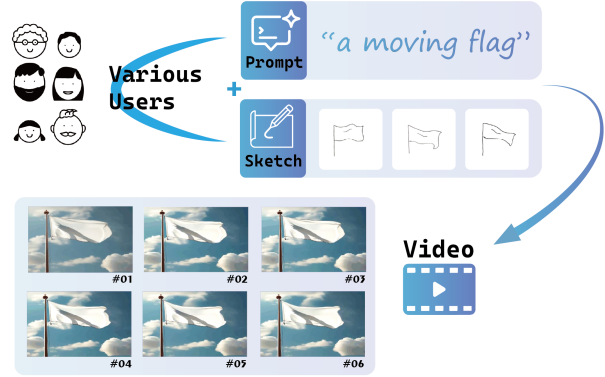 Prompt
“a moving flag”
Various
Users
+
Sketch
Video
#01
#02
#03
#04
#05
#06